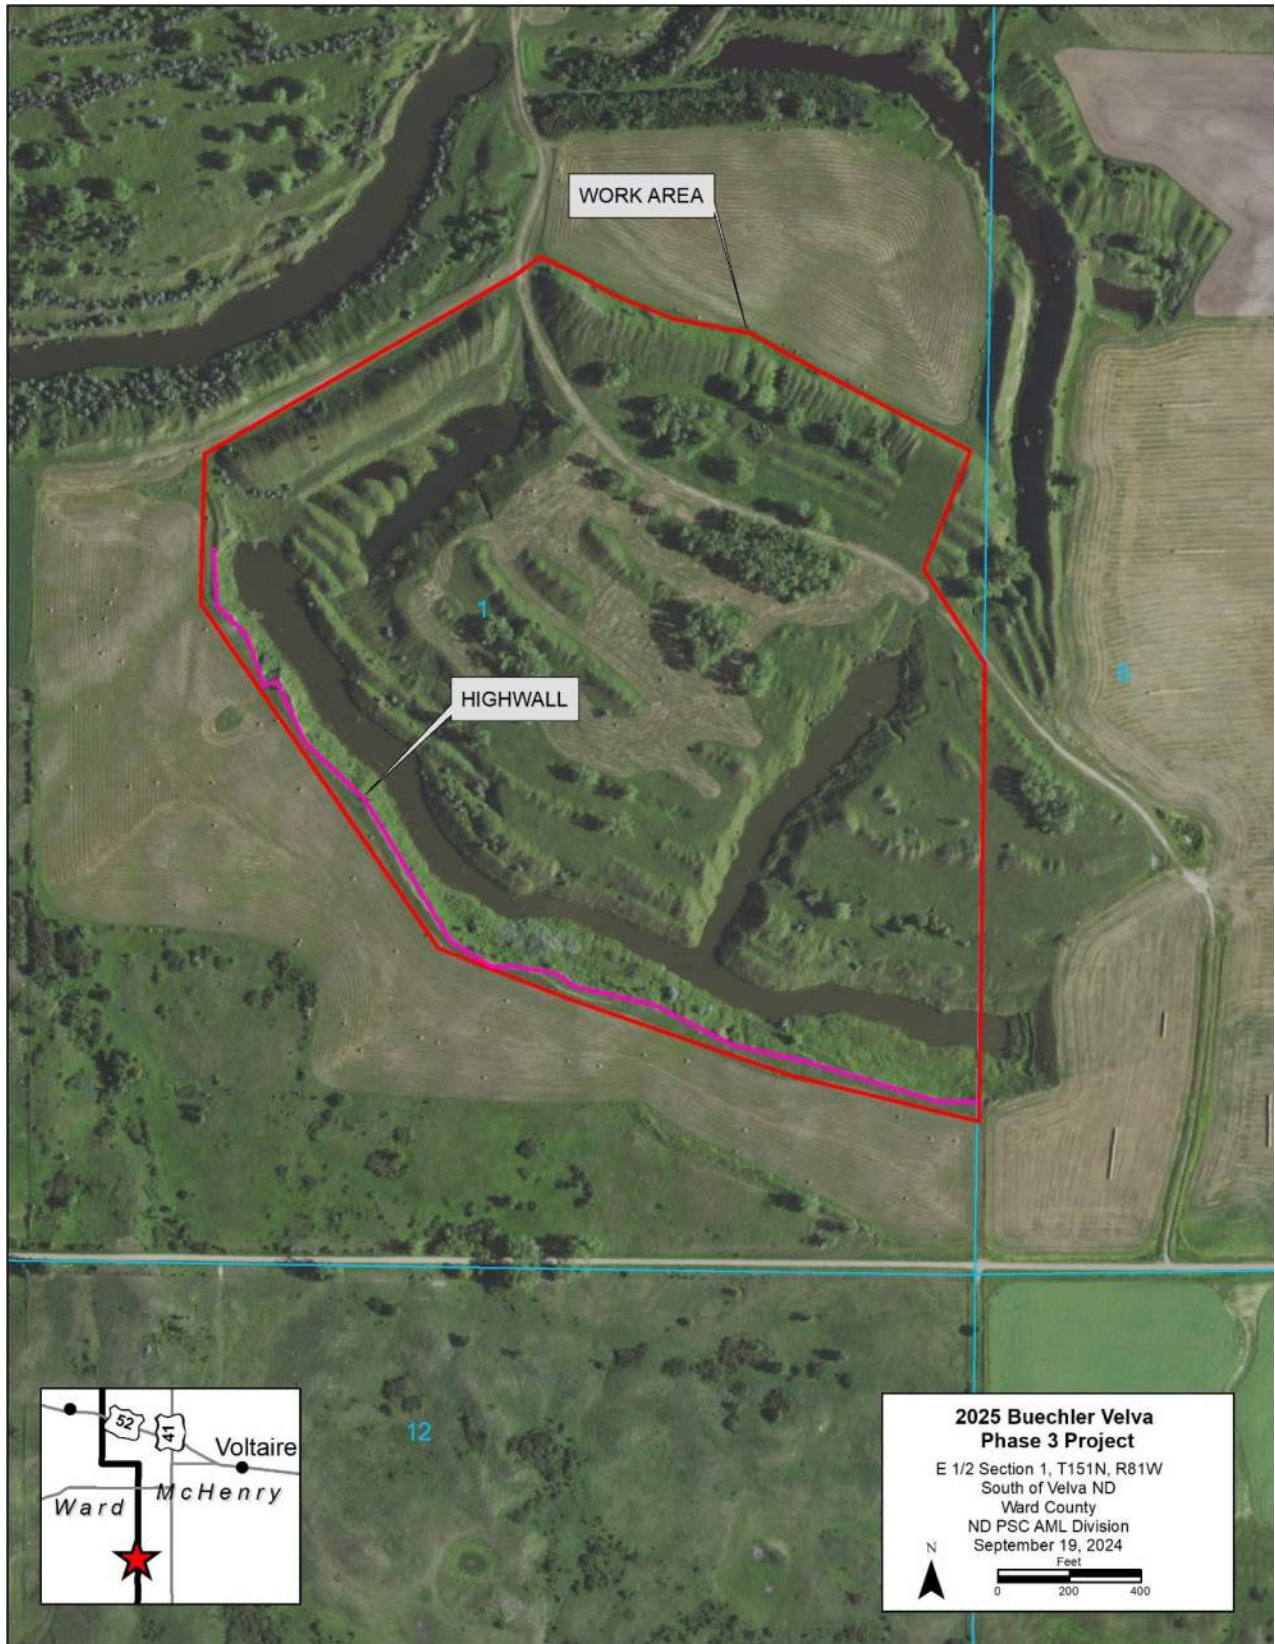 WORK AREA
1
HIGHWALL
6
12
52
41
Voltaire
Ward
McHenry
2025 Buechler Velva
Phase 3 Project
E 1/2 Section 1, T151N, R81W
South of Velva ND
Ward County
ND PSC AML Division
September 19, 2024
N
Feet
0 200 400